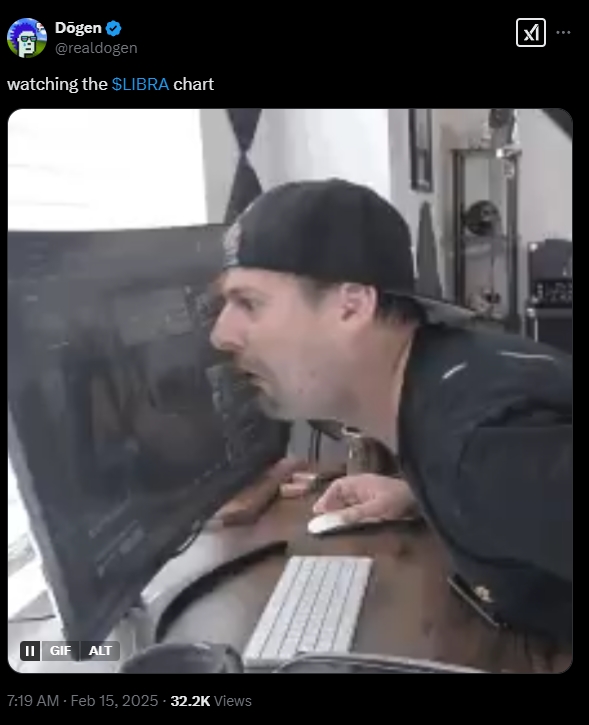 Dōgen
@realdogen
watching the $LIBRA chart
GIF ALT
7:19 AM · Feb 15, 2025 · 32.2K Views